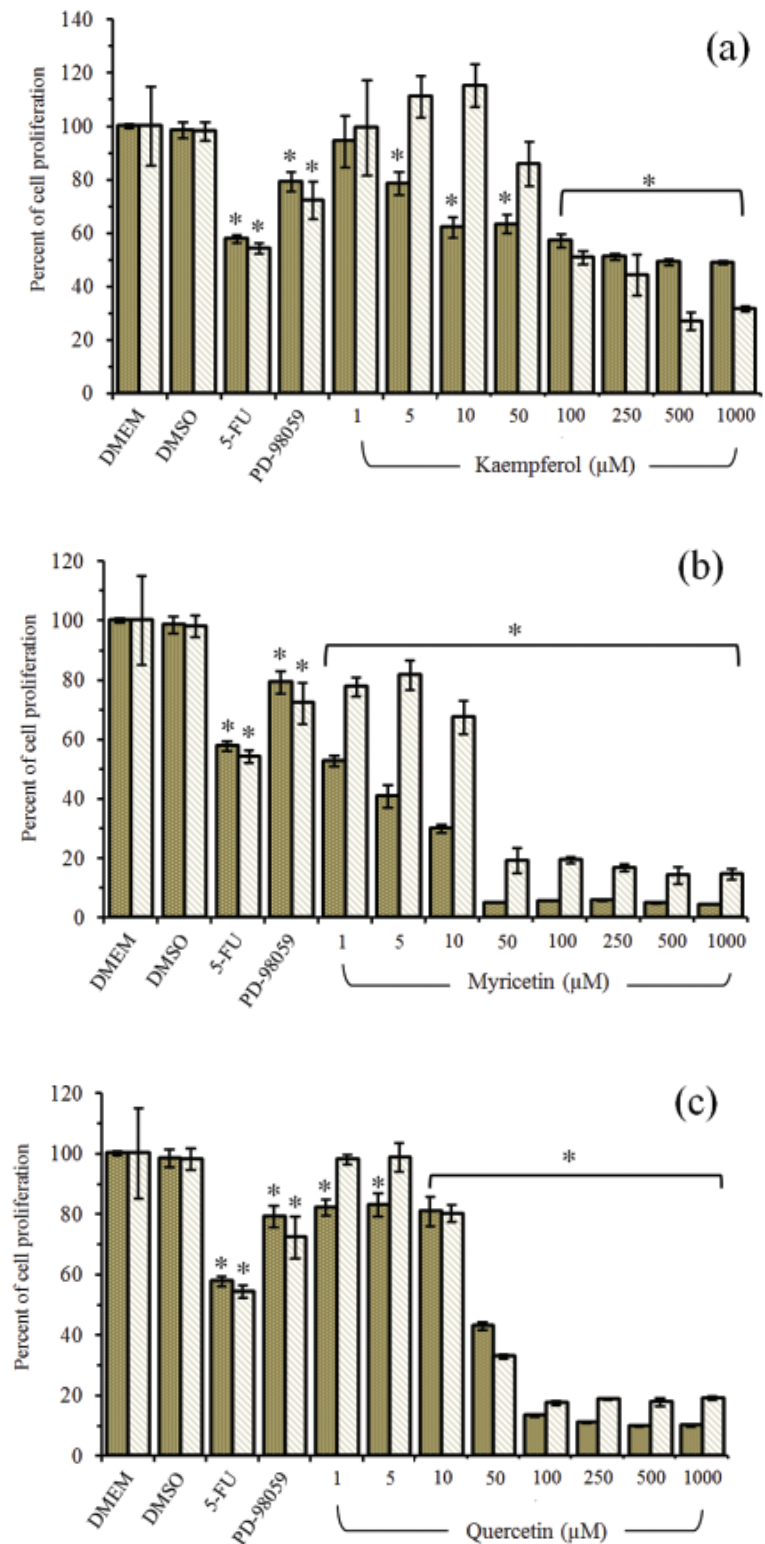 (a)
Percent of cell proliferation
140
120
100
80
60
40
20
0
* * * * * * * *
DMEM DMSO 5-FU PD-98059 1 5 10 50 100 250 500 1000
Kaempferol (µM)
(b)
Percent of cell proliferation
120
100
80
60
40
20
0
* * * * *
DMEM DMSO 5-FU PD-98059 1 5 10 50 100 250 500 1000
Myricetin (µM)
(c)
Percent of cell proliferation
120
100
80
60
40
20
0
* * * * * * *
DMEM DMSO 5-FU PD-98059 1 5 10 50 100 250 500 1000
Quercetin (µM)